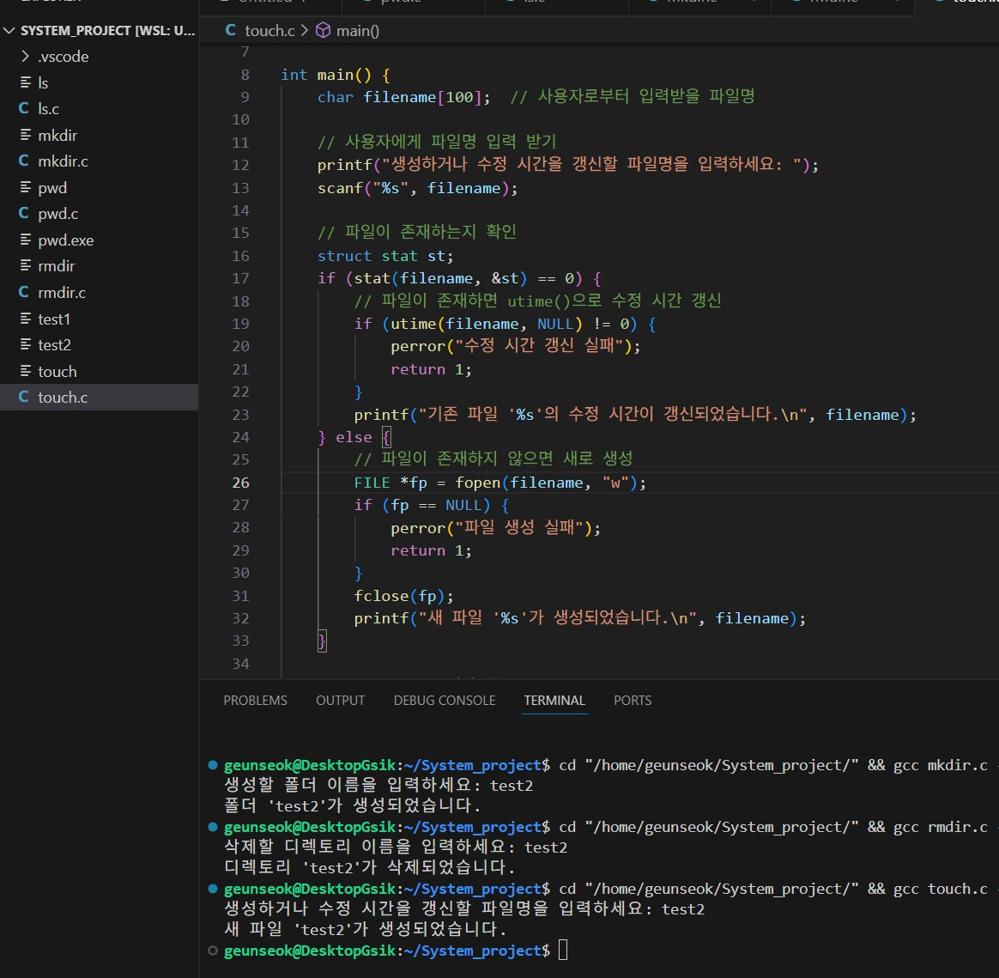 SYSTEM_PROJECT [WSL: U...
.vscode
ls
ls.c
mkdir
mkdir.c
pwd
pwd.c
pwd.exe
rmdir
rmdir.c
test1
test2
touch
touch.c
touch.c > main()
7
8 int main() {
9 char filename[100]; // 사용자로부터 입력받을 파일명
10
11 // 사용자에게 파일명 입력 받기
12 printf("생성하거나 수정 시간을 갱신할 파일명을 입력하세요: ");
13 scanf("%s", filename);
14
15 // 파일이 존재하는지 확인
16 struct stat st;
17 if (stat(filename, &st) == 0) {
18 // 파일이 존재하면 utime()으로 수정 시간 갱신
19 if (utime(filename, NULL) != 0) {
20 perror("수정 시간 갱신 실패");
21 return 1;
22 }
23 printf("기존 파일 '%s'의 수정 시간이 갱신되었습니다.\n", filename);
24 } else {
25 // 파일이 존재하지 않으면 새로 생성
26 FILE *fp = fopen(filename, "w");
27 if (fp == NULL) {
28 perror("파일 생성 실패");
29 return 1;
30 }
31 fclose(fp);
32 printf("새 파일 '%s'가 생성되었습니다.\n", filename);
33 }
34
PROBLEMS OUTPUT DEBUG CONSOLE TERMINAL PORTS
geunseok@DesktopGsik:~/System_project$ cd "/home/geunseok/System_project/" && gcc mkdir.c
생성할 폴더 이름을 입력하세요: test2
폴더 'test2'가 생성되었습니다.
geunseok@DesktopGsik:~/System_project$ cd "/home/geunseok/System_project/" && gcc rmdir.c
삭제할 디렉토리 이름을 입력하세요: test2
디렉토리 'test2'가 삭제되었습니다.
geunseok@DesktopGsik:~/System_project$ cd "/home/geunseok/System_project/" && gcc touch.c
생성하거나 수정 시간을 갱신할 파일명을 입력하세요: test2
새 파일 'test2'가 생성되었습니다.
geunseok@DesktopGsik:~/System_project$